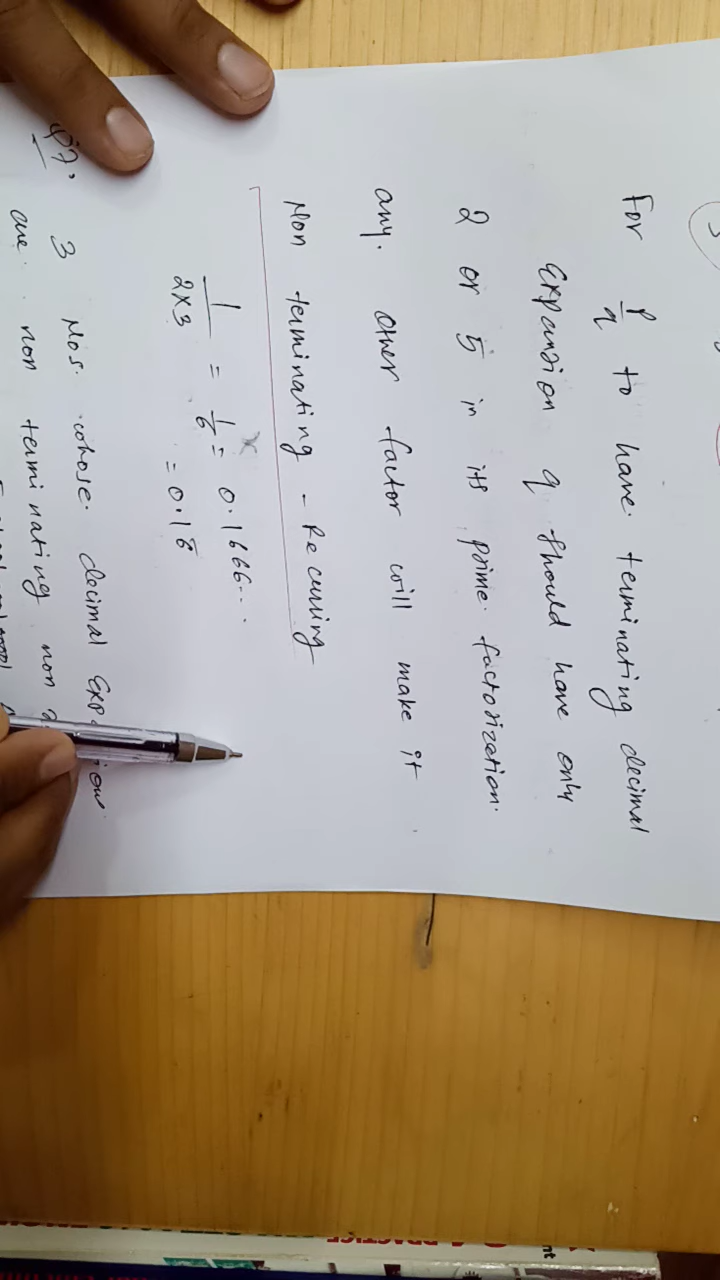 For p/q to have terminating decimal
Expansion q should have only
2 or 5 in its prime factorization.
any other factor will make it
Non terminating - Recurring
1/2x3 = 1/6 = 0.1666...
= 0.16̅
Q7. 3 Nos. whose decimal
are non terminating non